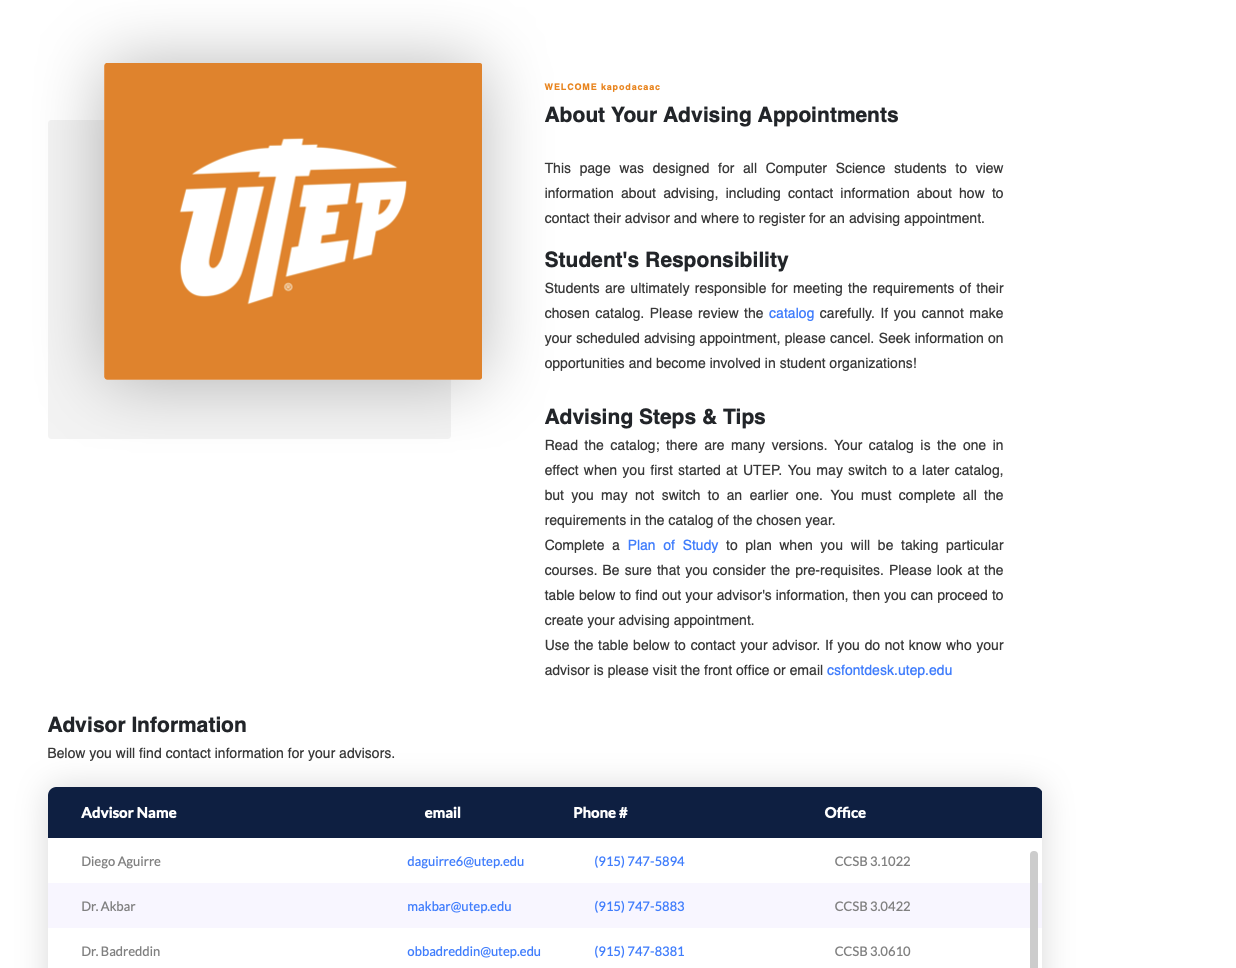 UTEP
®
WELCOME kapodacaac
About Your Advising Appointments
This page was designed for all Computer Science students to view
information about advising, including contact information about how to
contact their advisor and where to register for an advising appointment.
Student's Responsibility
Students are ultimately responsible for meeting the requirements of their
chosen catalog. Please review the catalog carefully. If you cannot make
your scheduled advising appointment, please cancel. Seek information on
opportunities and become involved in student organizations!
Advising Steps & Tips
Read the catalog; there are many versions. Your catalog is the one in
effect when you first started at UTEP. You may switch to a later catalog,
but you may not switch to an earlier one. You must complete all the
requirements in the catalog of the chosen year.
Complete a Plan of Study to plan when you will be taking particular
courses. Be sure that you consider the pre-requisites. Please look at the
table below to find out your advisor's information, then you can proceed to
create your advising appointment.
Use the table below to contact your advisor. If you do not know who your
advisor is please visit the front office or email csfontdesk.utep.edu
Advisor Information
Below you will find contact information for your advisors.
Advisor Name email Phone # Office
Diego Aguirre daguirre6@utep.edu (915) 747-5894 CCSB 3.1022
Dr. Akbar makbar@utep.edu (915) 747-5883 CCSB 3.0422
Dr. Badreddin obbadreddin@utep.edu (915) 747-8381 CCSB 3.0610